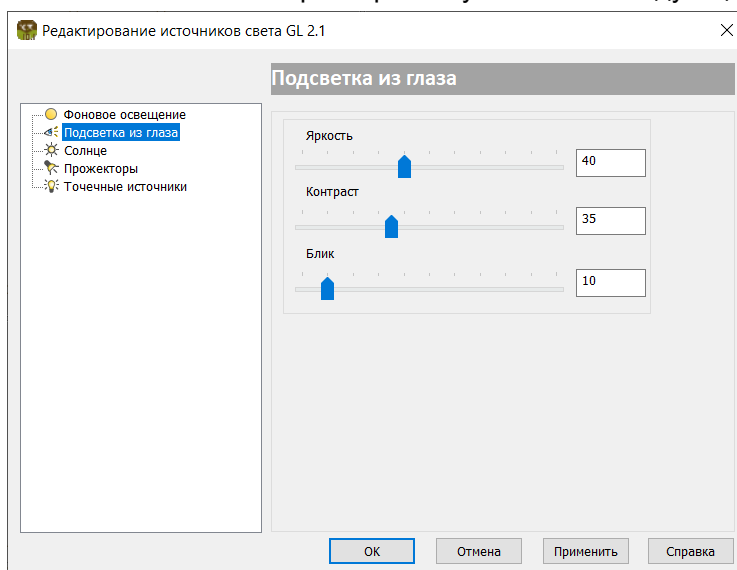 Редактирование источников света GL 2.1
Подсветка из глаза
Фоновое освещение
Подсветка из глаза
Солнце
Прожекторы
Точечные источники
Яркость
40
Контраст
35
Блик
10
ОК
Отмена
Применить
Справка